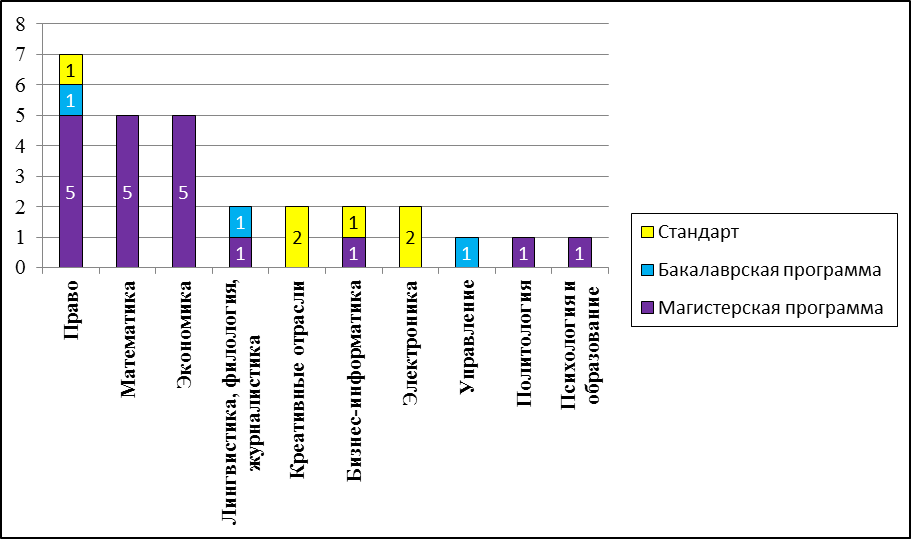 8
7
6
5
4
3
2
1
0
1
1
5
5
5
1
1
2
1
1
2
1
1
1
Право
Математика
Экономика
Лингвистика, филология,
журналистика
Креативные отрасли
Бизнес-информатика
Электроника
Управление
Политология
Психология и
образование
Стандарт
Бакалаврская программа
Магистерская программа